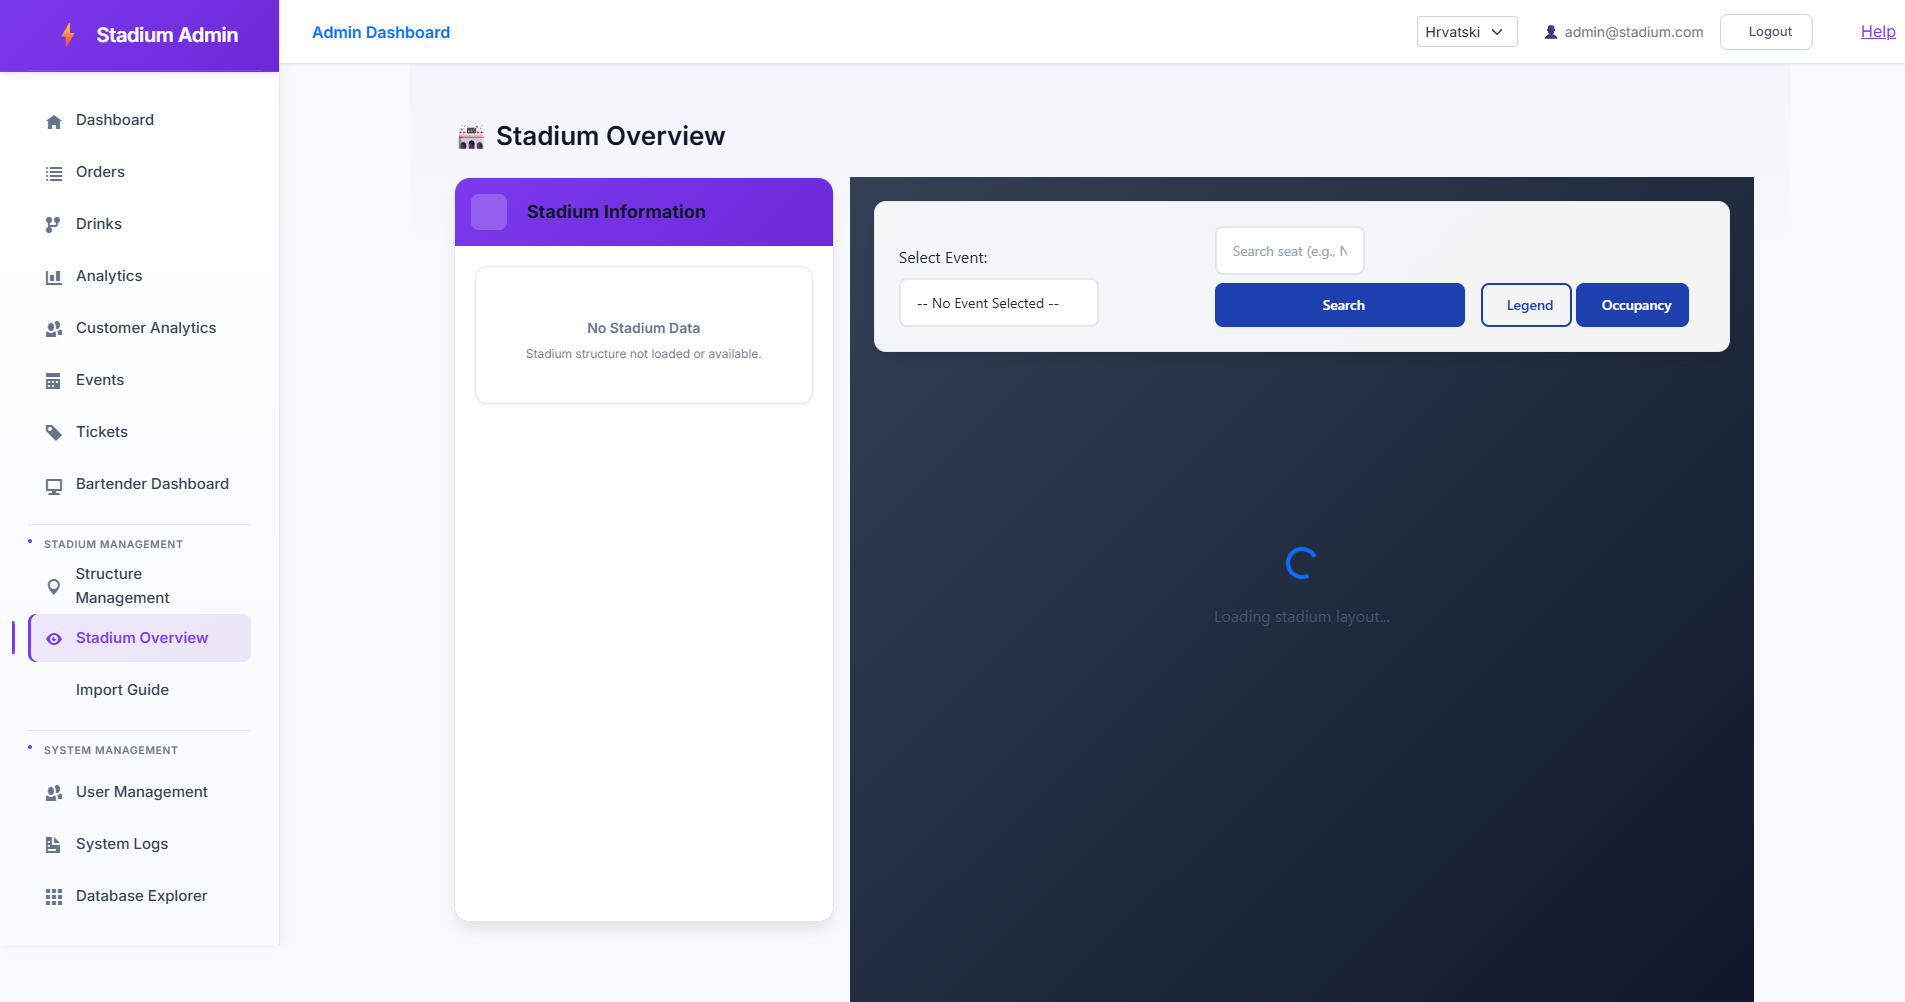 Stadium Admin
Admin Dashboard
Hrvatski
admin@stadium.com
Logout
Help
Dashboard
Orders
Drinks
Analytics
Customer Analytics
Events
Tickets
Bartender Dashboard
STADIUM MANAGEMENT
Structure
Management
Stadium Overview
Import Guide
SYSTEM MANAGEMENT
User Management
System Logs
Database Explorer
Stadium Overview
Stadium Information
No Stadium Data
Stadium structure not loaded or available.
Select Event:
-- No Event Selected --
Search seat (e.g., N
Search
Legend
Occupancy
Loading stadium layout...